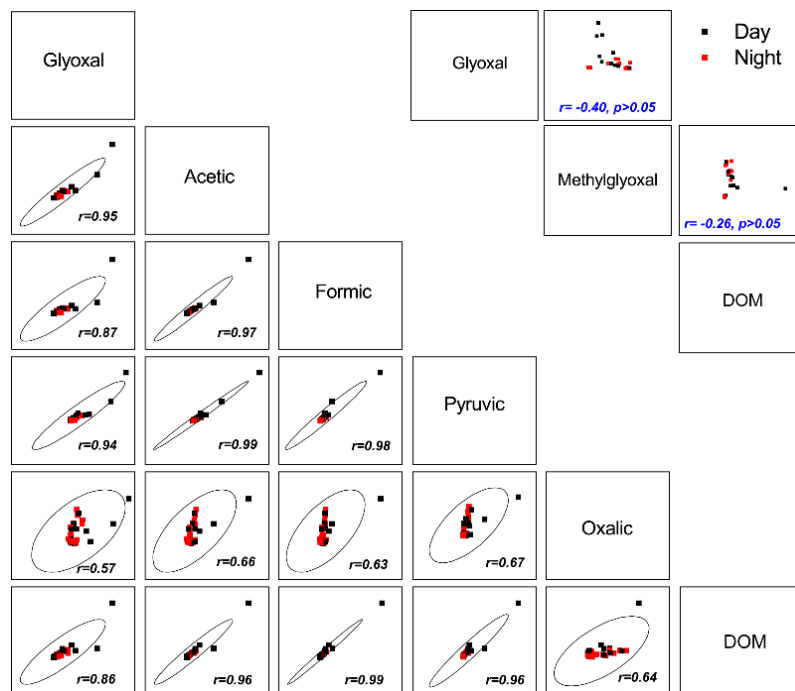 Glyoxal
Glyoxal
r= -0.40, p>0.05
Day
Night
r=0.95
Acetic
Methylglyoxal
r= -0.26, p>0.05
r=0.87
r=0.97
Formic
DOM
r=0.94
r=0.99
r=0.98
Pyruvic
r=0.57
r=0.66
r=0.63
r=0.67
Oxalic
r=0.86
r=0.96
r=0.99
r=0.96
r=0.64
DOM